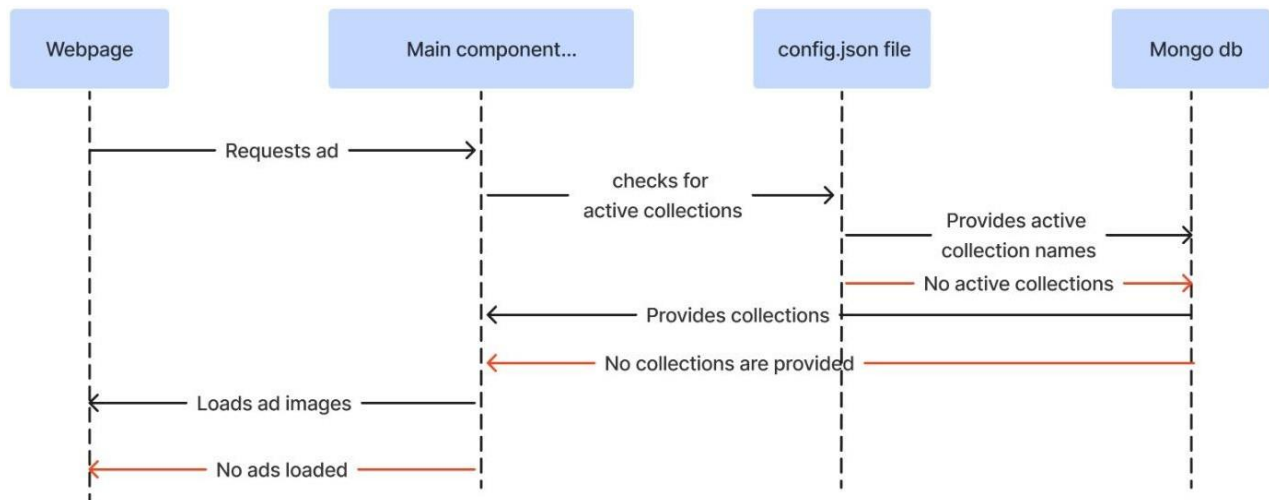 Webpage
Main component...
config.json file
Mongo db
Requests ad
checks for
active collections
Provides active
collection names
No active collections
Provides collections
No collections are provided
Loads ad images
No ads loaded